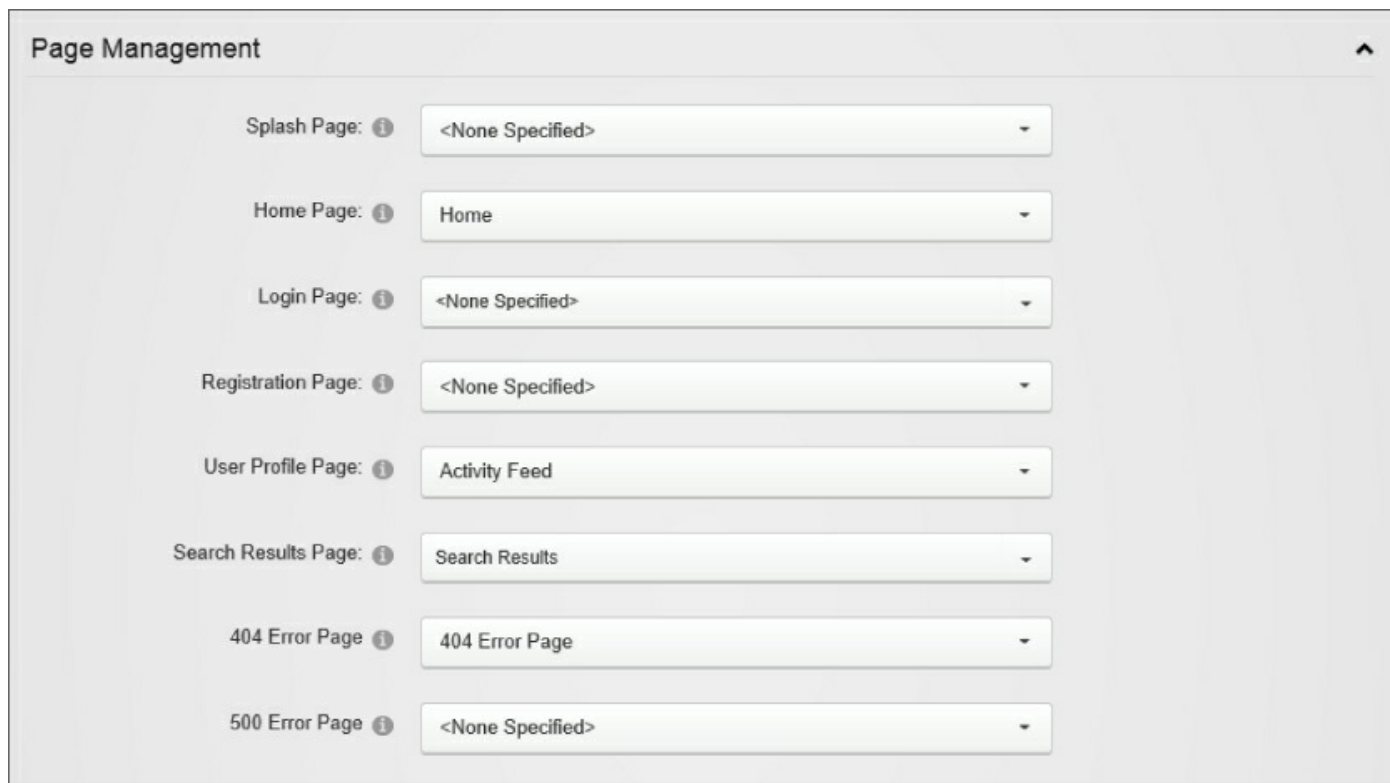 Page Management
Splash Page: <None Specified>
Home Page: Home
Login Page: <None Specified>
Registration Page: <None Specified>
User Profile Page: Activity Feed
Search Results Page: Search Results
404 Error Page 404 Error Page
500 Error Page <None Specified>